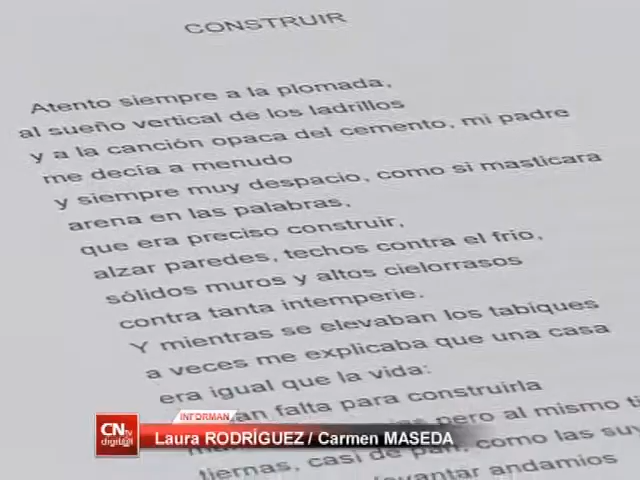 CONSTRUIR
Atento siempre a la plomada,
al sueño vertical de los ladrillos
y a la canción opaca del cemento, mi padre
me decía a menudo
y siempre muy despacio, como si masticara
arena en las palabras,
que era preciso construir,
alzar paredes, techos contra el frío,
sólidos muros y altos cielorrasos
contra tanta intemperie.
Y mientras se elevaban los tabiques
a veces me explicaba que una casa
era igual que la vida:
falta para construirla
pero al mismo
tiernas, casi de pan, como las
andamios
INFORMAN
CNtv
digit@l
Laura RODRÍGUEZ / Carmen MASEDA